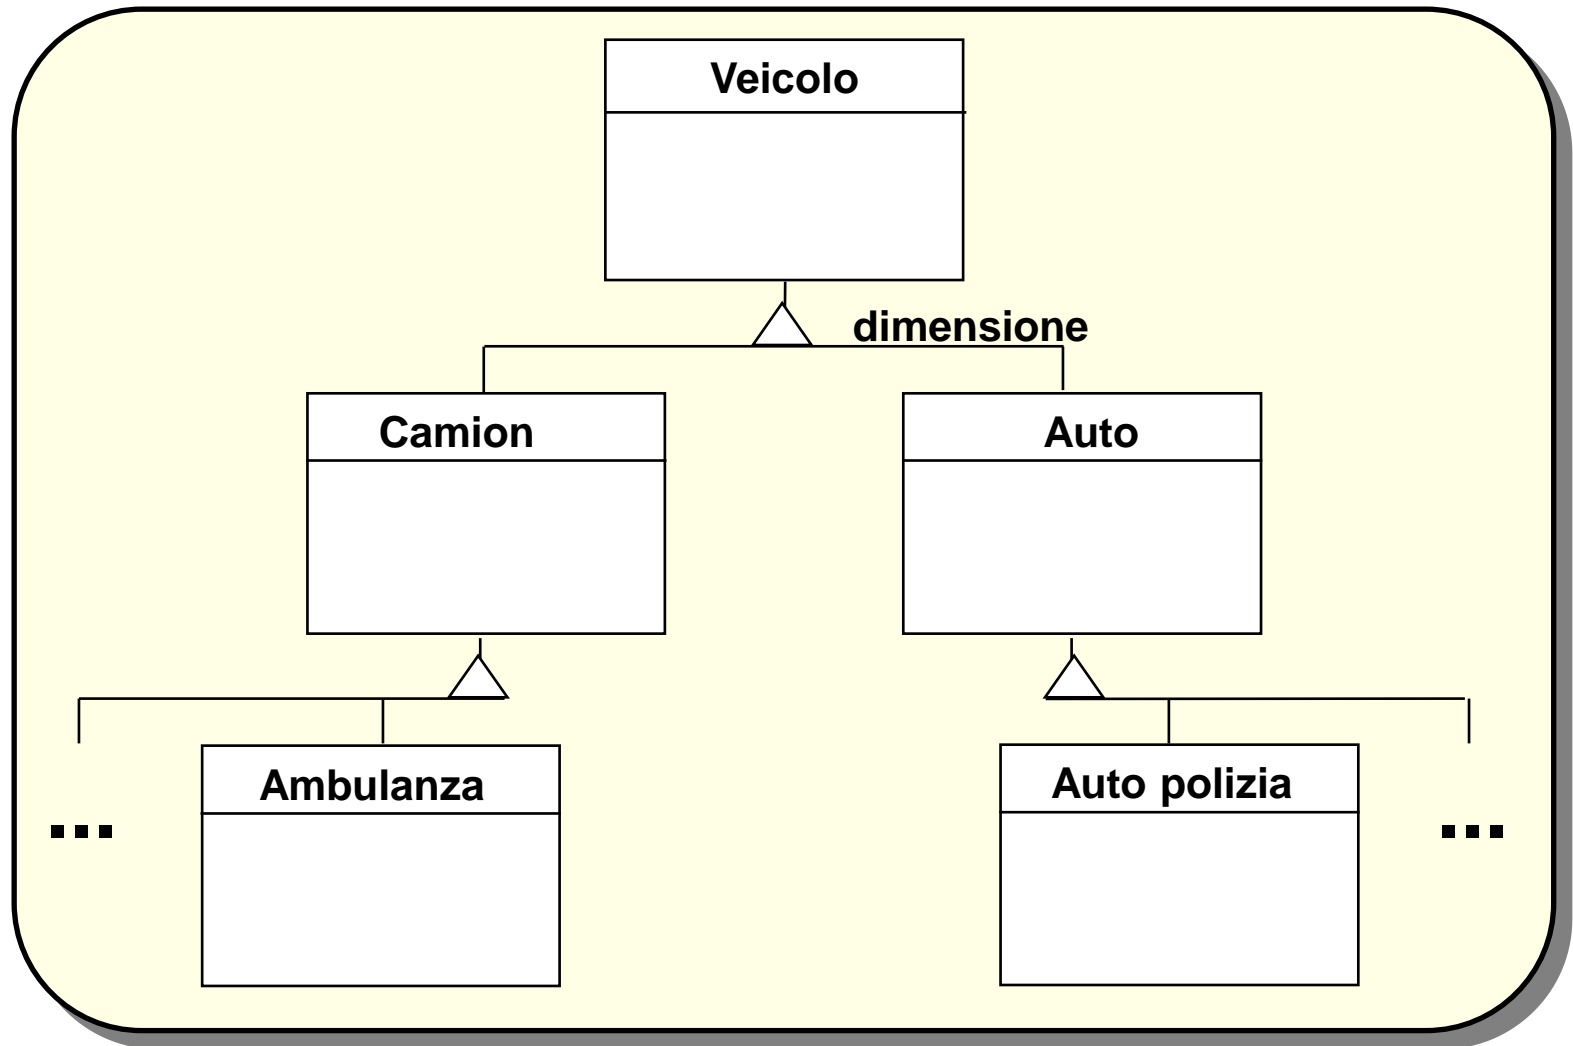 Veicolo
dimensione
Camion
Auto
Ambulanza
Auto polizia
...
...